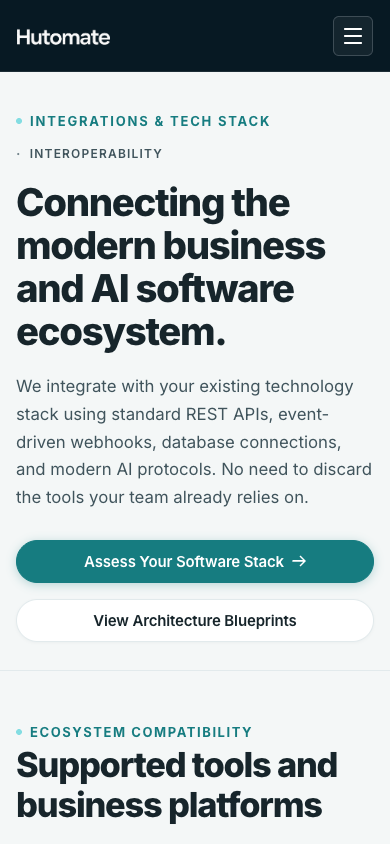 Hutomate
INTEGRATIONS & TECH STACK
· INTEROPERABILITY
Connecting the
modern business
and AI software
ecosystem.
We integrate with your existing technology
stack using standard REST APIs, event-
driven webhooks, database connections,
and modern AI protocols. No need to discard
the tools your team already relies on.
Assess Your Software Stack →
View Architecture Blueprints
ECOSYSTEM COMPATIBILITY
Supported tools and
business platforms